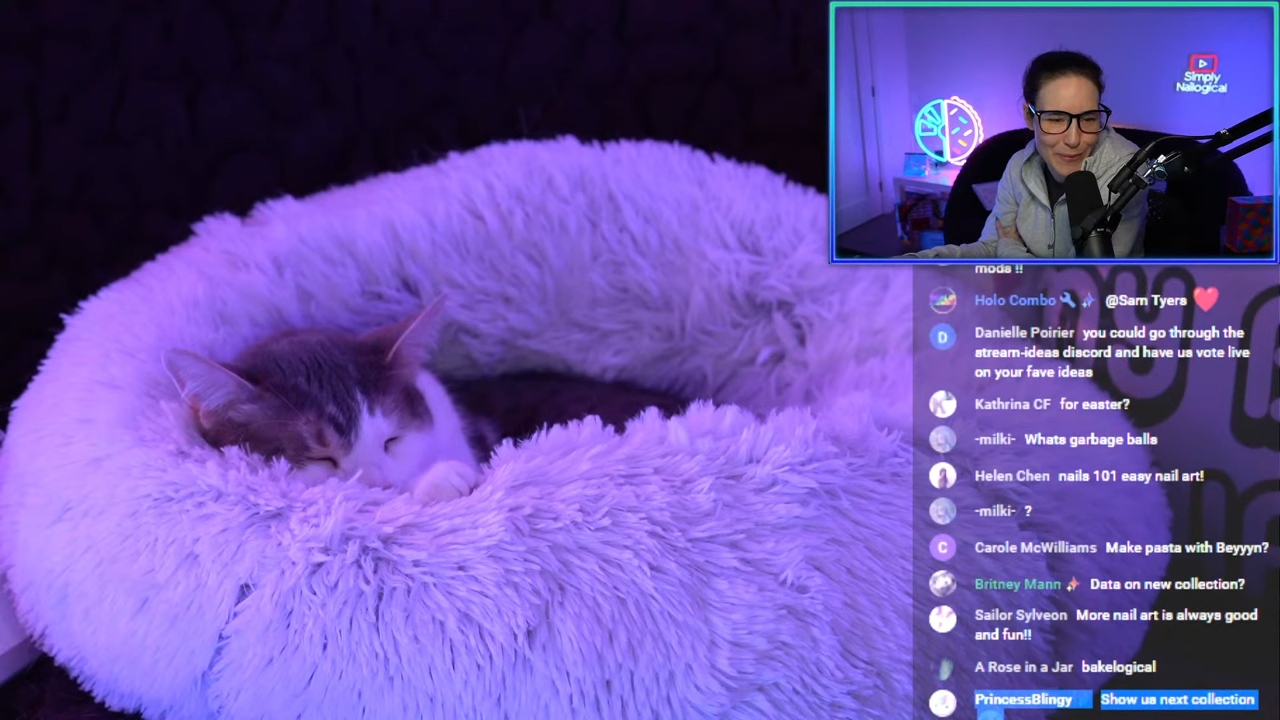 Simply
Nailogical
mods !!
Holo Combo @Sam Tyers
Danielle Poirier you could go through the
stream-ideas discord and have us vote live
on your fave ideas
Kathrina CF for easter?
-milki- Whats garbage balls
Helen Chen nails 101 easy nail art!
-milki- ?
C Carole McWilliams Make pasta with Beyyyn?
Britney Mann Data on new collection?
Sailor Sylveon More nail art is always good
and fun!!
A Rose in a Jar bakelogical
PrincessBlingy Show us next collection